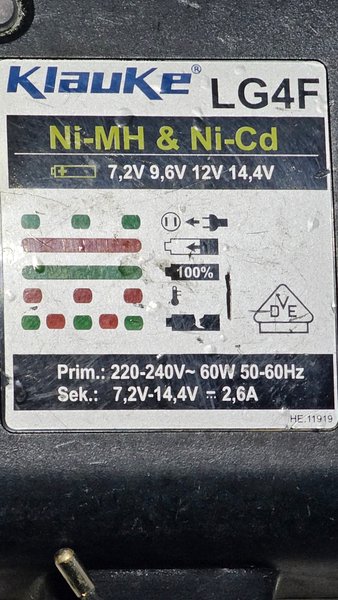 Klauke® LG4F
Ni-MH & Ni-Cd
7,2V 9,6V 12V 14,4V
100%
VDE
Prim.: 220-240V~ 60W 50-60Hz
Sek.: 7,2V-14,4V ⎓ 2,6A
HE.11919